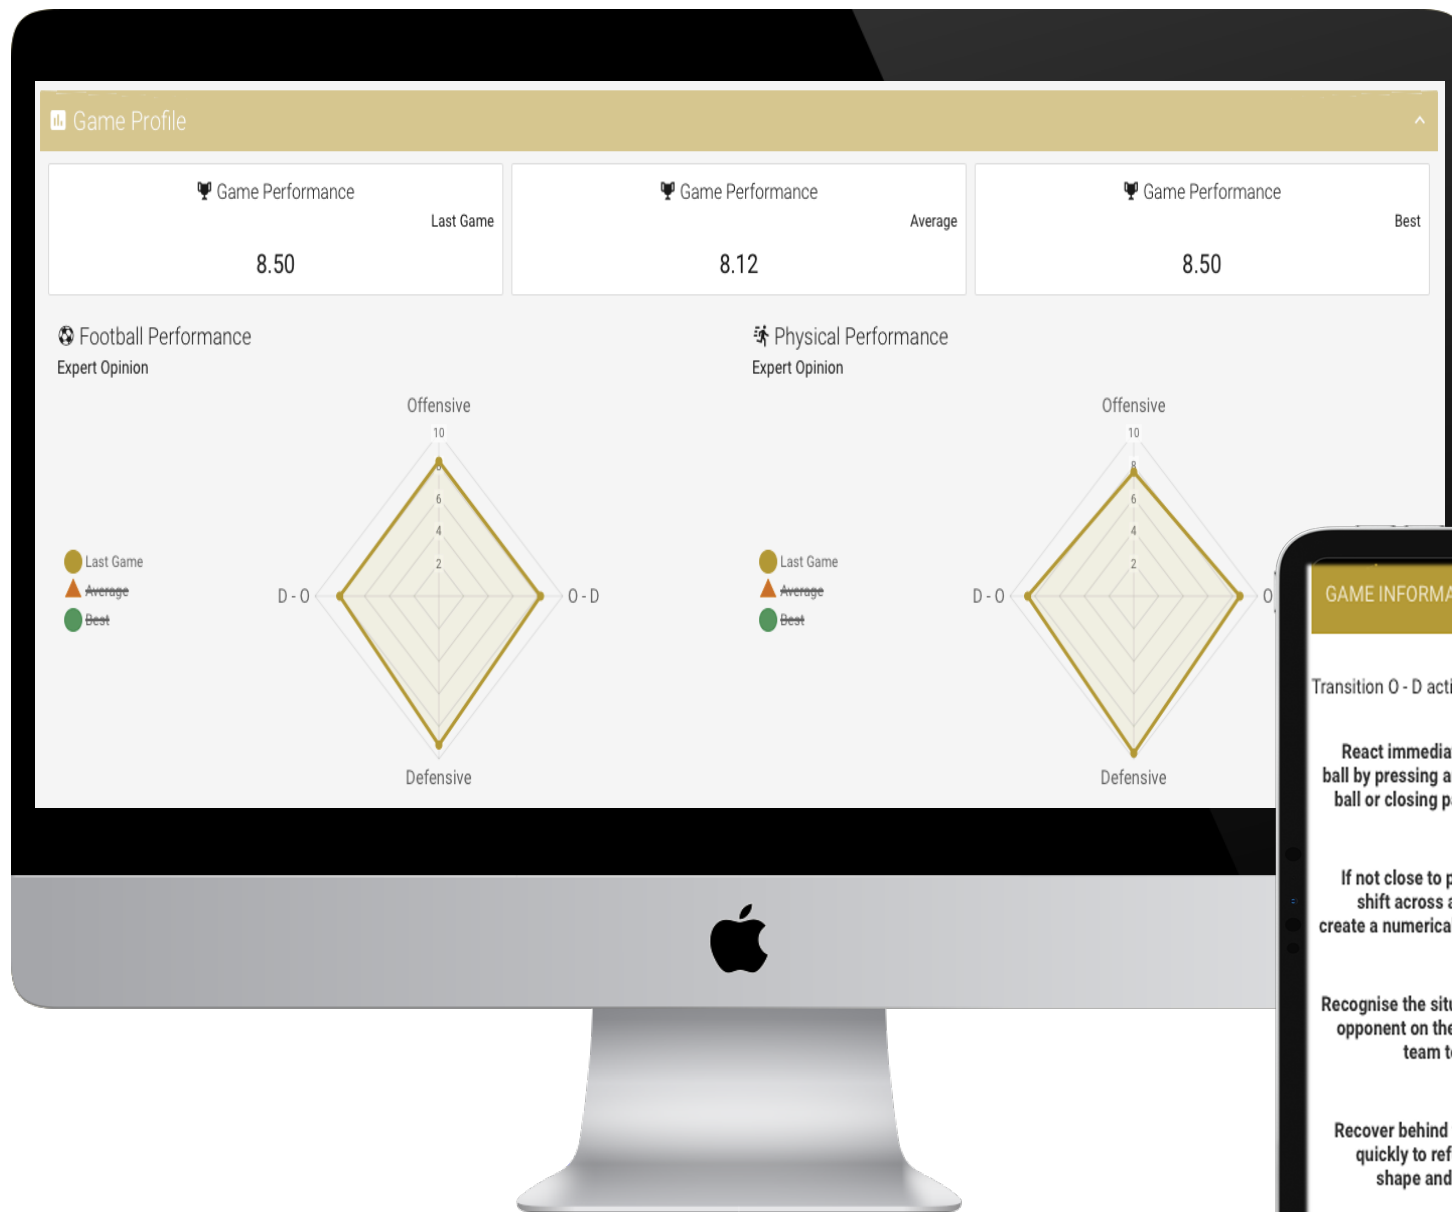 Game Profile
Game Performance
Last Game
8.50
Game Performance
Average
8.12
Game Performance
Best
8.50
Football Performance
Expert Opinion
Offensive
10
8
6
4
2
Last Game
Average
Best
D - O
O - D
Defensive
Physical Performance
Expert Opinion
Offensive
10
8
6
4
2
Last Game
Average
Best
D - O
O
Defensive
GAME INFORMA
Transition O - D acti
React immedia
ball by pressing a
ball or closing p
If not close to p
shift across a
create a numerica
Recognise the situ
opponent on the
team t
Recover behind
quickly to ref
shape and